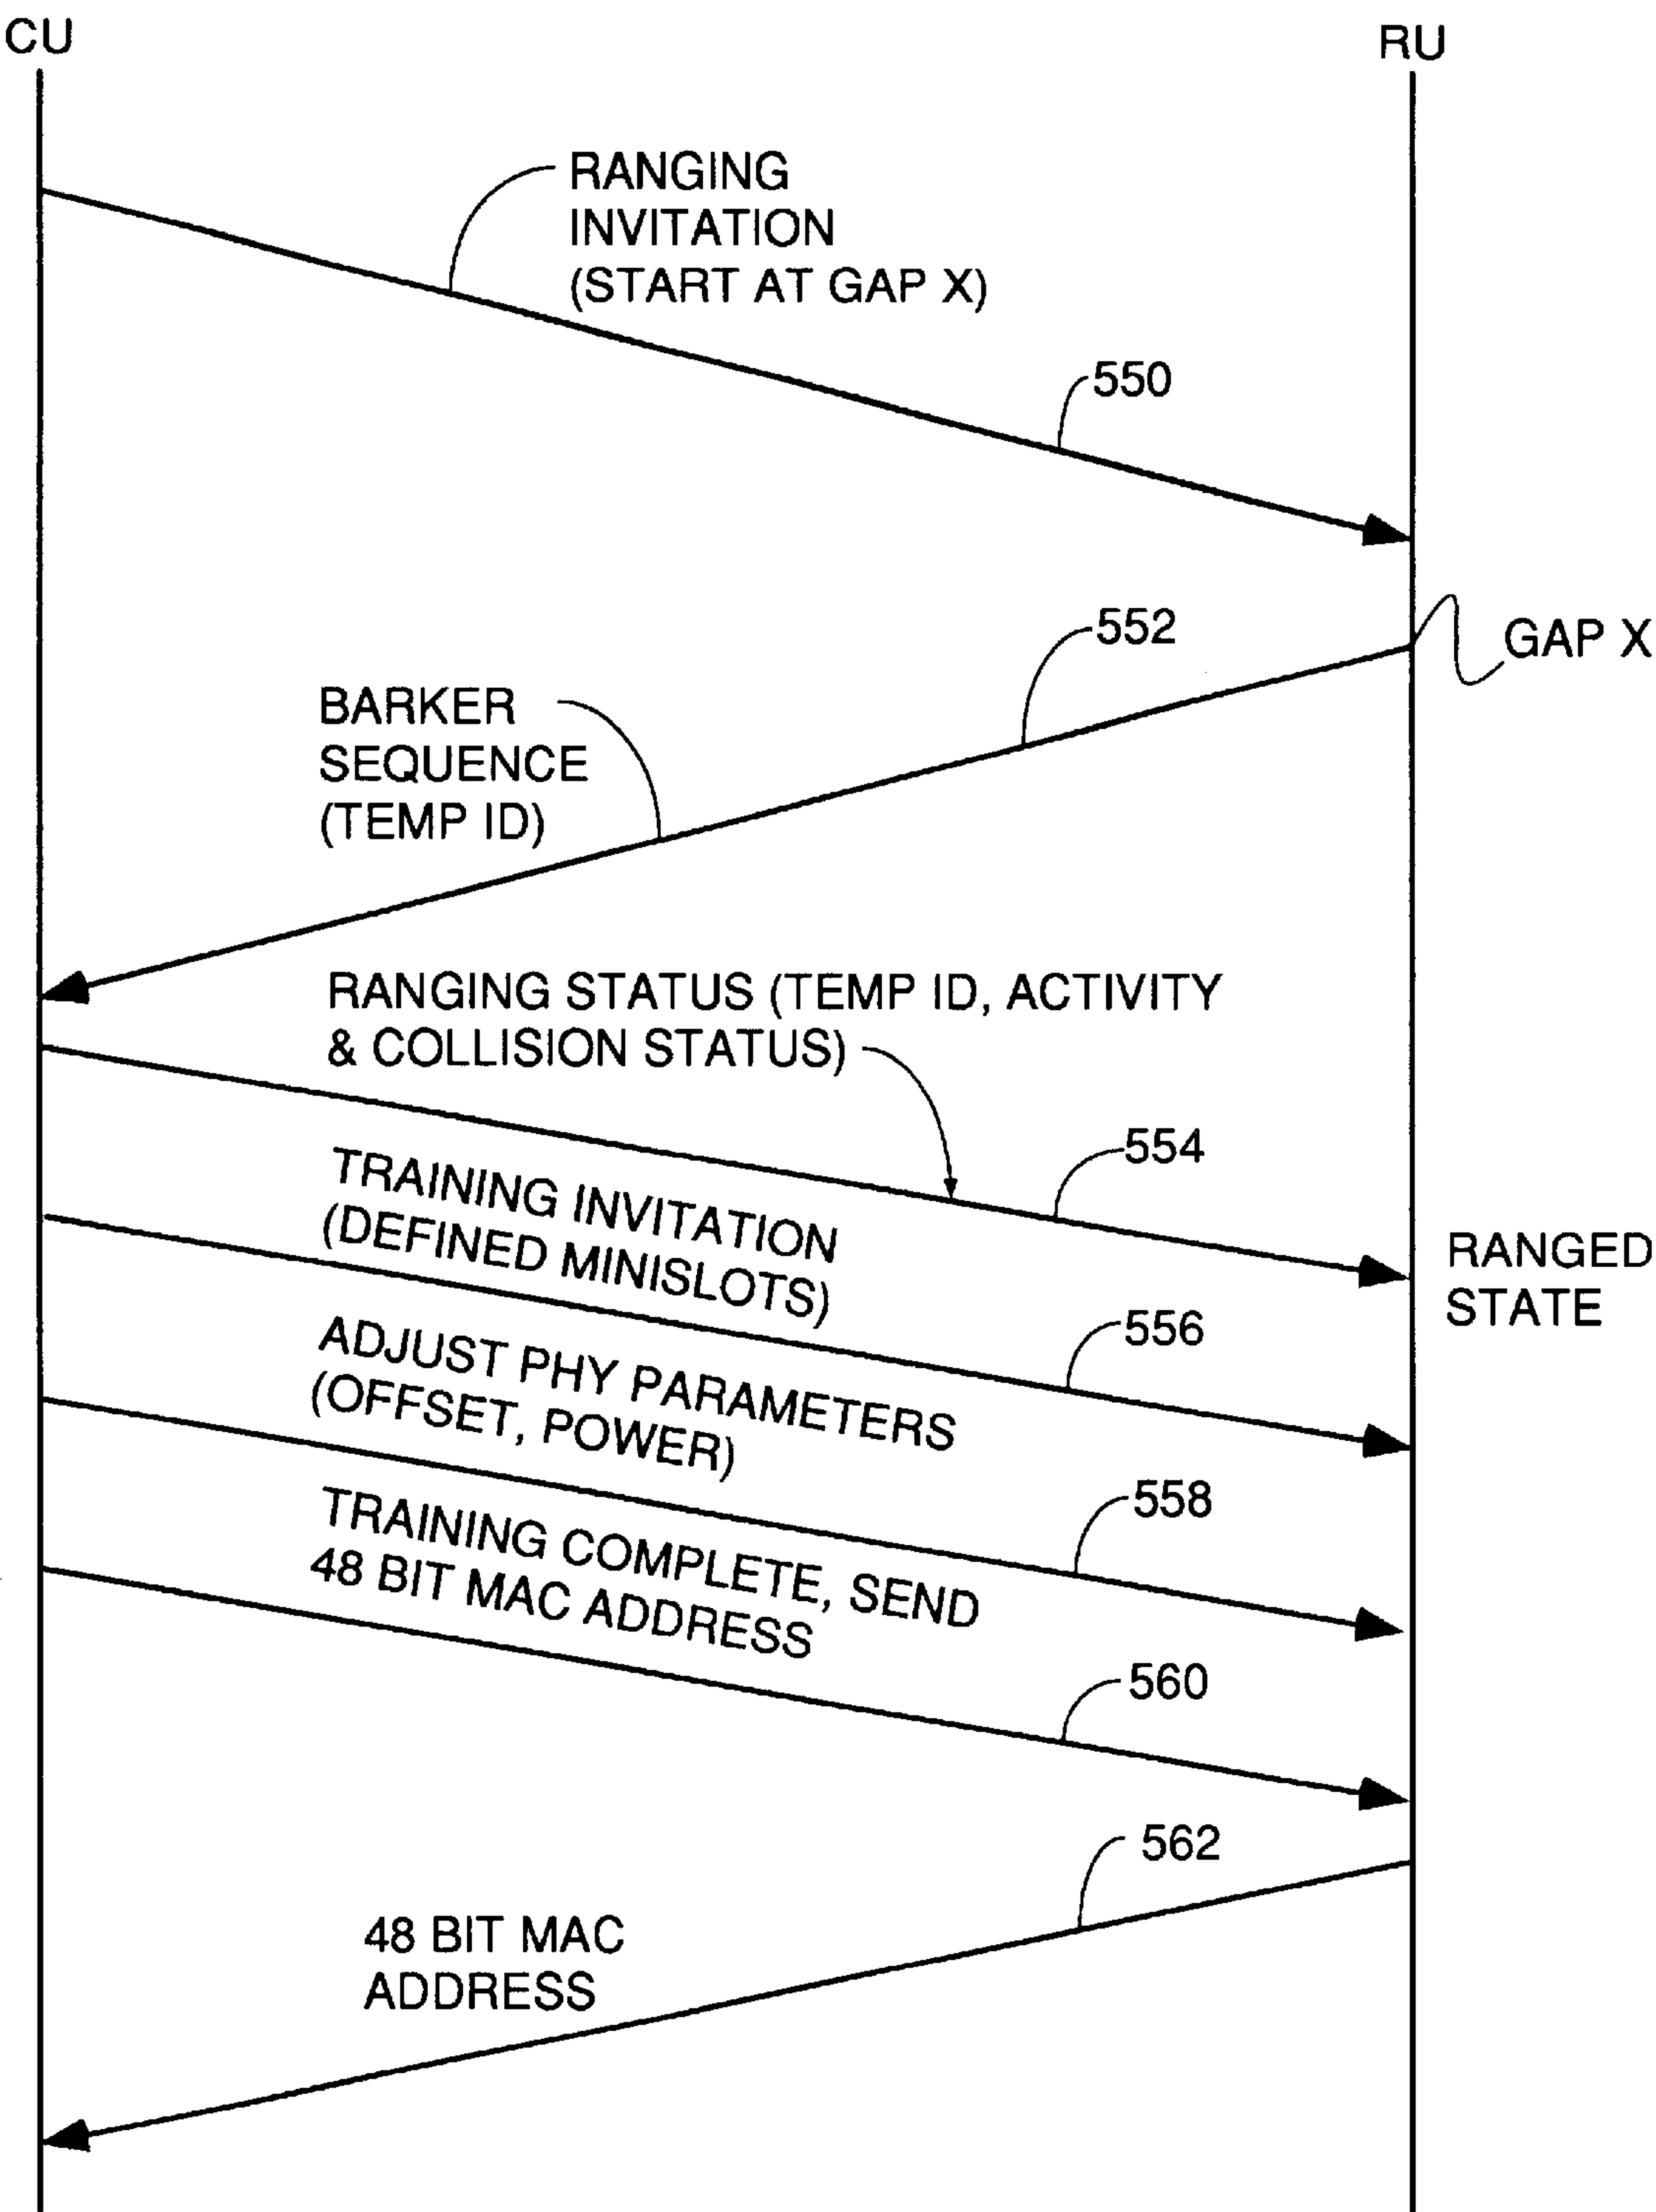 CU
RU
RANGING
INVITATION
(START AT GAP X)
550
552
GAP X
BARKER
SEQUENCE
(TEMP ID)
RANGING STATUS (TEMP ID, ACTIVITY
& COLLISION STATUS)
554
TRAINING INVITATION
(DEFINED MINISLOTS)
RANGED
STATE
556
ADJUST PHY PARAMETERS
(OFFSET, POWER)
558
TRAINING COMPLETE, SEND
48 BIT MAC ADDRESS
560
562
48 BIT MAC
ADDRESS